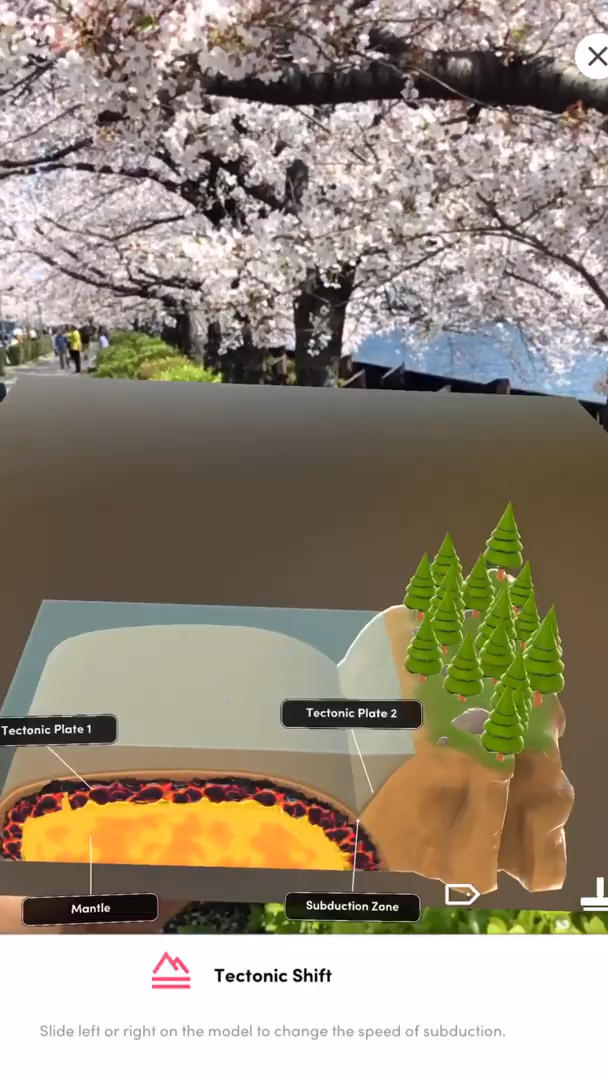 Tectonic Plate 2
Tectonic Plate 1
Subduction Zone
Mantle
Tectonic Shift
Slide left or right on the model to change the speed of subduction.